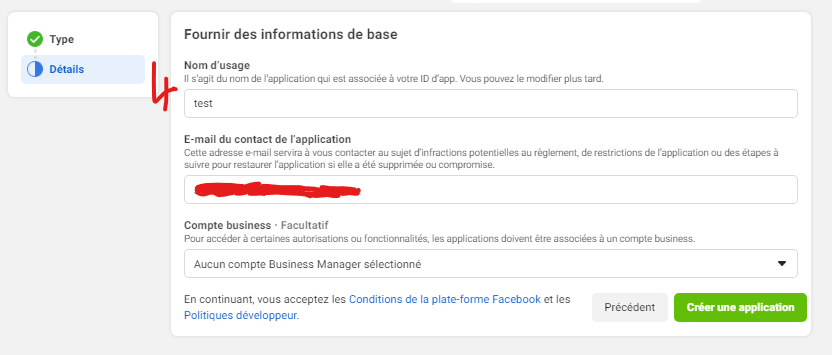 Type
Détails
4
Fournir des informations de base
Nom d'usage
Il s'agit du nom de l'application qui est associée à votre ID d'app. Vous pouvez le modifier plus tard.
test
E-mail du contact de l'application
Cette adresse e-mail servira à vous contacter au sujet d'infractions potentielles au règlement, de restrictions de l'application ou des étapes à
suivre pour restaurer l'application si elle a été supprimée ou compromise.
Compte business · Facultatif
Pour accéder à certaines autorisations ou fonctionnalités, les applications doivent être associées à un compte business.
Aucun compte Business Manager sélectionné
En continuant, vous acceptez les Conditions de la plate-forme Facebook et les
Politiques développeur.
Précédent
Créer une application